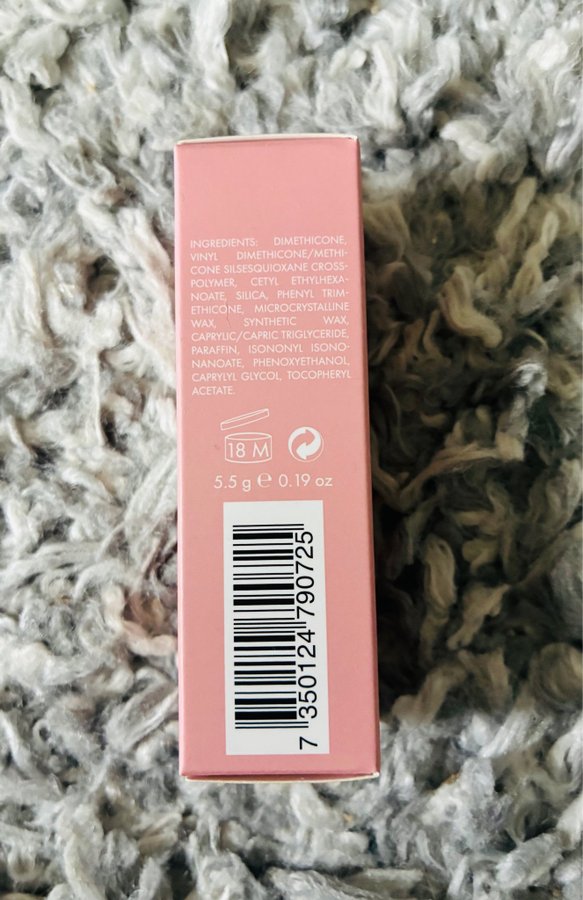 INGREDIENTS: DIMETHICONE,
VINYL DIMETHICONE/METHI-
CONE SILSESQUIOXANE CROSS-
POLYMER, CETYL ETHYLHEXA-
NOATE, SILICA, PHENYL TRIM-
ETHICONE, MICROCRYSTALLINE
WAX, SYNTHETIC WAX,
CAPRYLIC/CAPRIC TRIGLYCERIDE,
PARAFFIN, ISONONYL ISONO-
NANOATE, PHENOXYETHANOL,
CAPRYLYL GLYCOL, TOCOPHERYL
ACETATE.
18 M
5.5 g ℮ 0.19 oz
7 350124 790725